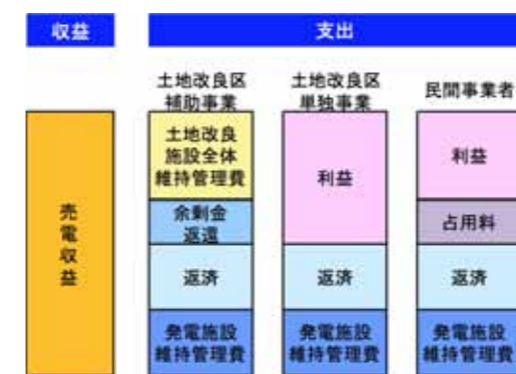 収益
支出
土地改良区
補助事業
土地改良区
単独事業
民間事業者
売電収益
土地改良
施設全体
維持管理費
余剰金
返還
返済
発電施設
維持管理費
利益
返済
発電施設
維持管理費
利益
占用料
返済
発電施設
維持管理費